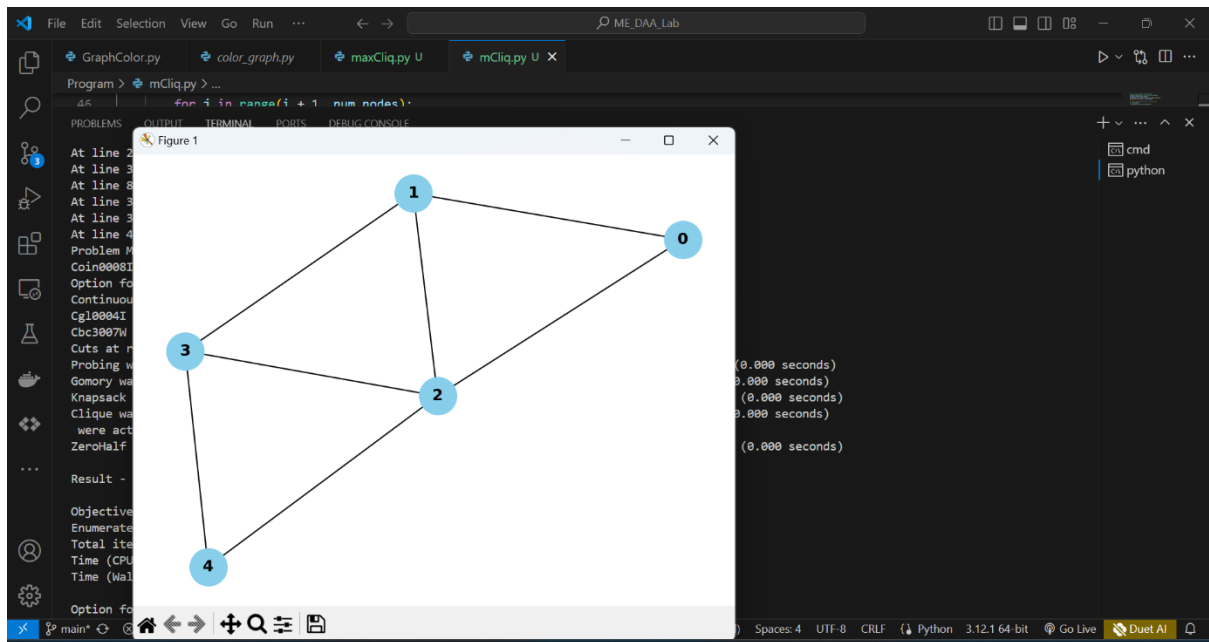 File Edit Selection View Go Run ··· ← → ME_DAA_Lab
GraphColor.py color_graph.py maxCliq.py U mCliq.py U ×
Program > mCliq.py > ...
46 for j in range(i + 1, num_nodes):
PROBLEMS OUTPUT TERMINAL PORTS DEBUG CONSOLE
Figure 1
cmd
python
3
At line 2
At line 3
At line 8
At line 3
At line 3
At line 4
Problem M
Coin0008I
Option fo
Continuou
Cgl0004I
Cbc3007W
Cuts at r
Probing w (0.000 seconds)
Gomory wa 0.000 seconds)
Knapsack (0.000 seconds)
Clique wa 0.000 seconds)
were act
ZeroHalf (0.000 seconds)
Result -
Objective
Enumerate
Total ite
Time (CPU
Time (Wal
Option fo
1
0
3
2
4
main* Spaces: 4 UTF-8 CRLF Python 3.12.1 64-bit Go Live Duet AI